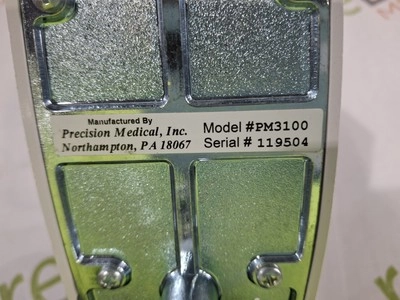 Manufactured By
Precision Medical, Inc.
Northampton, PA 18067
Model #PM3100
Serial # 119504